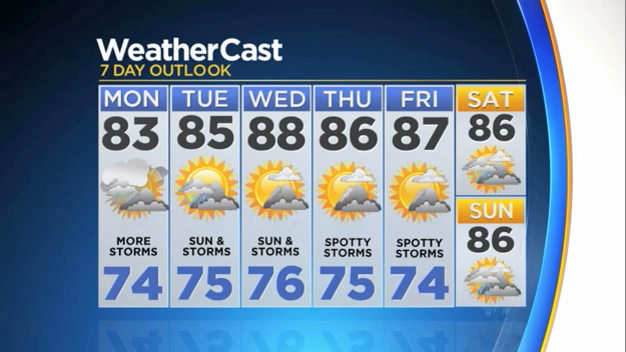 WeatherCast
7 DAY OUTLOOK
MON TUE WED THU FRI SAT
83 85 88 86 87 86
MORE STORMS SUN & STORMS SUN & STORMS SPOTTY STORMS SPOTTY STORMS
74 75 76 75 74
SUN
86